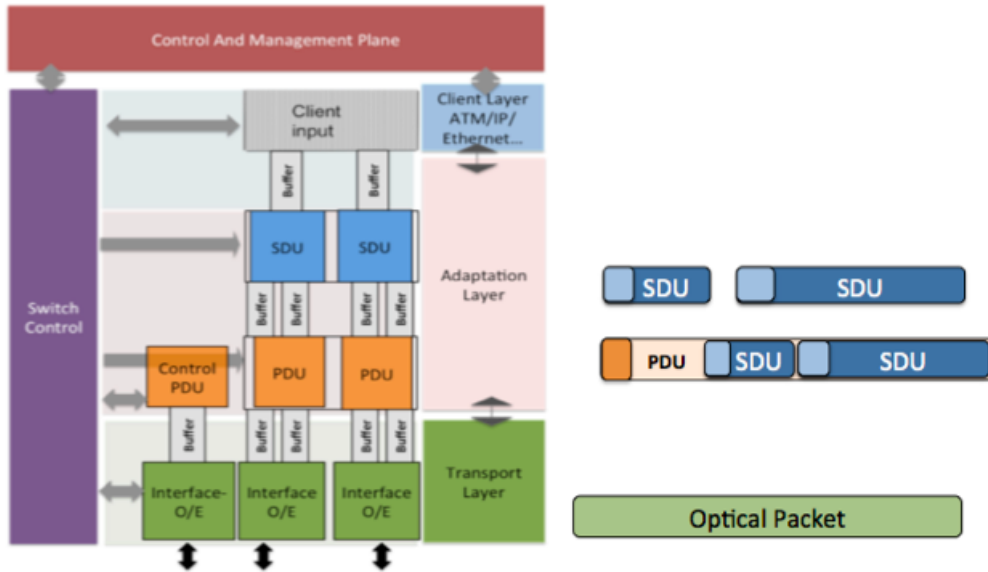 Control And Management Plane
Client
input
Client Layer
ATM/IP/
Ethernet...
Buffer
Buffer
SDU
SDU
Adaptation
Layer
Switch
Control
Buffer
Buffer
Buffer
Buffer
Control
PDU
PDU
PDU
Buffer
Buffer
Buffer
Buffer
Buffer
Interface-
O/E
Interface
O/E
Interface
O/E
Transport
Layer
SDU
SDU
PDU
SDU
SDU
Optical Packet